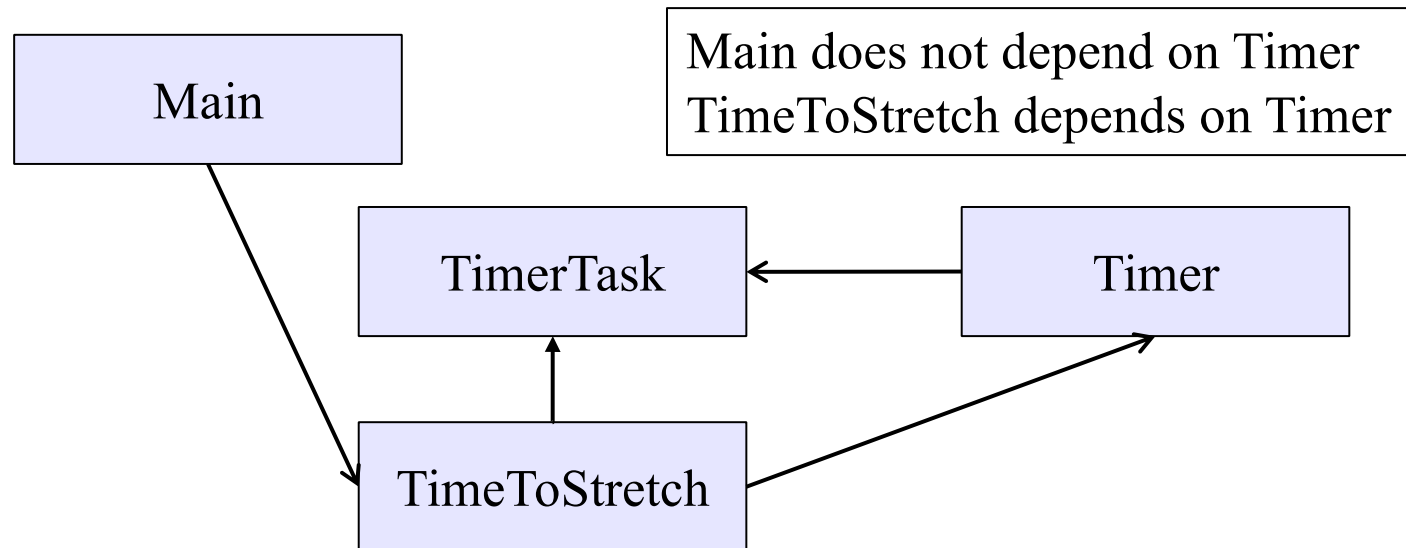 Main
Main does not depend on Timer
TimeToStretch depends on Timer
TimerTask
Timer
TimeToStretch